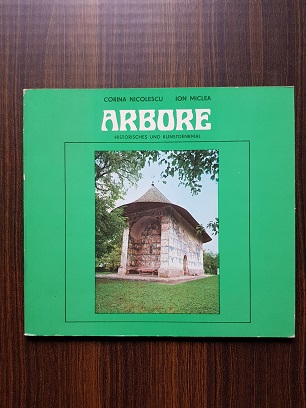 CORINA NICOLESCU ION MICLEA
ARBORE
HISTORISCHES UND KUNSTDENKMAL